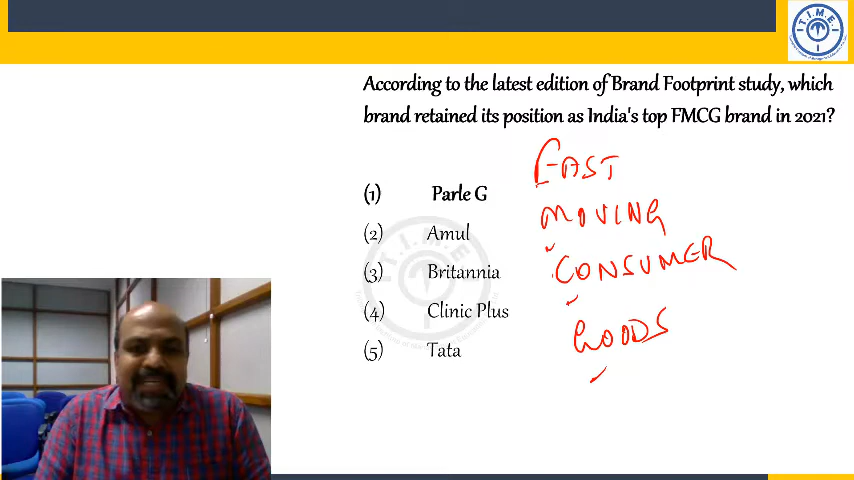 T.I.M.E.
According to the latest edition of Brand Footprint study, which
brand retained its position as India's top FMCG brand in 2021?
FAST
(1) Parle G
MOVING
(2) Amul
CONSUMER
(3) Britannia
(4) Clinic Plus
GOODS
(5) Tata